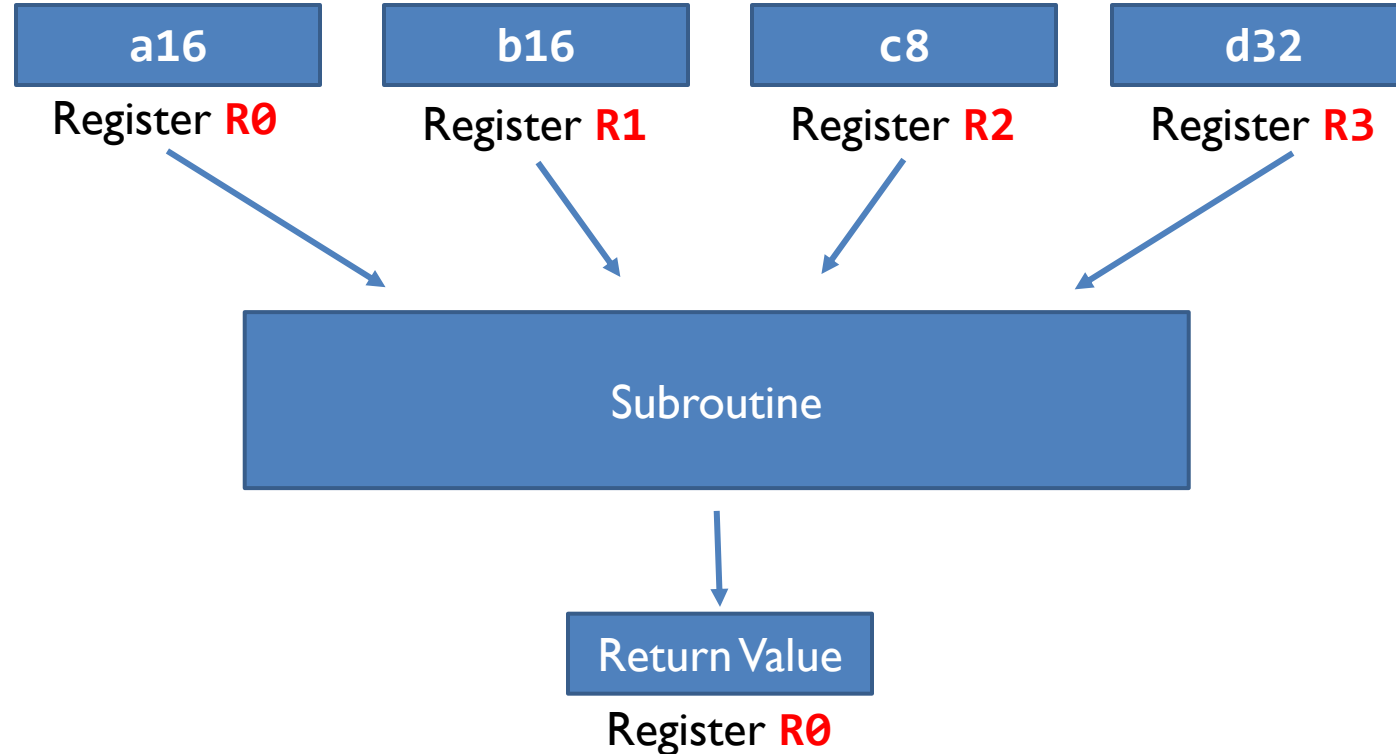 a16 b16 c8 d32
Register R0 Register R1 Register R2 Register R3
Subroutine
Return Value
Register R0